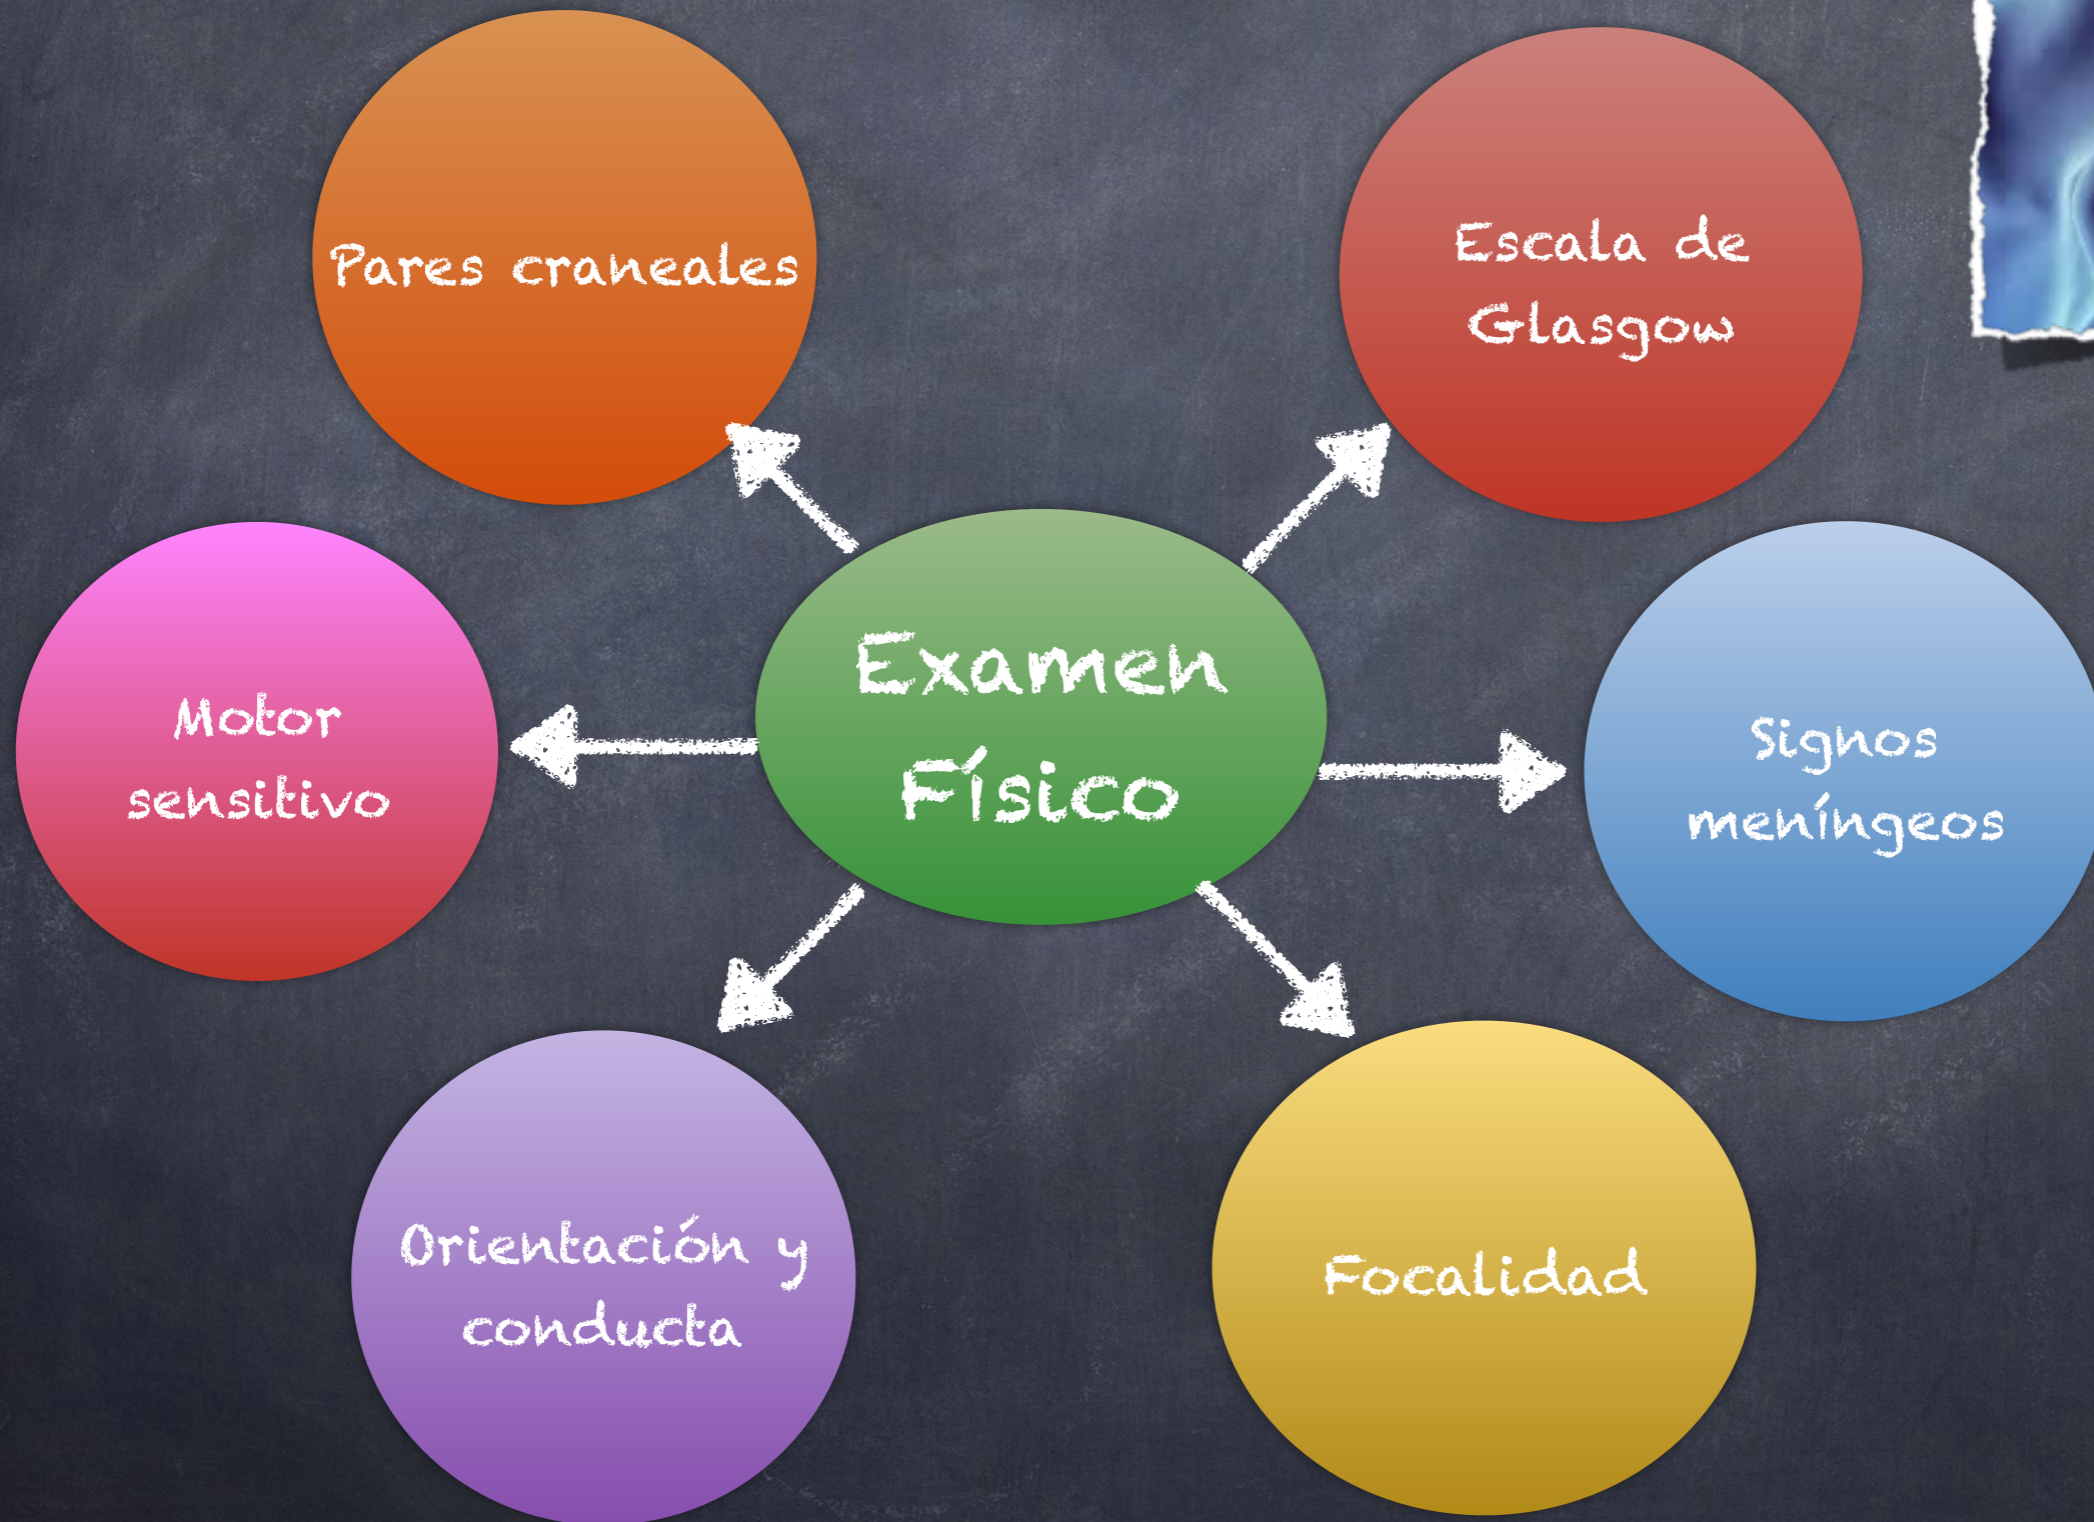 Pares craneales
Escala de
Glasgow
Examen
Físico
Motor
sensitivo
Signos
meníngeos
Orientación y
conducta
Focalidad